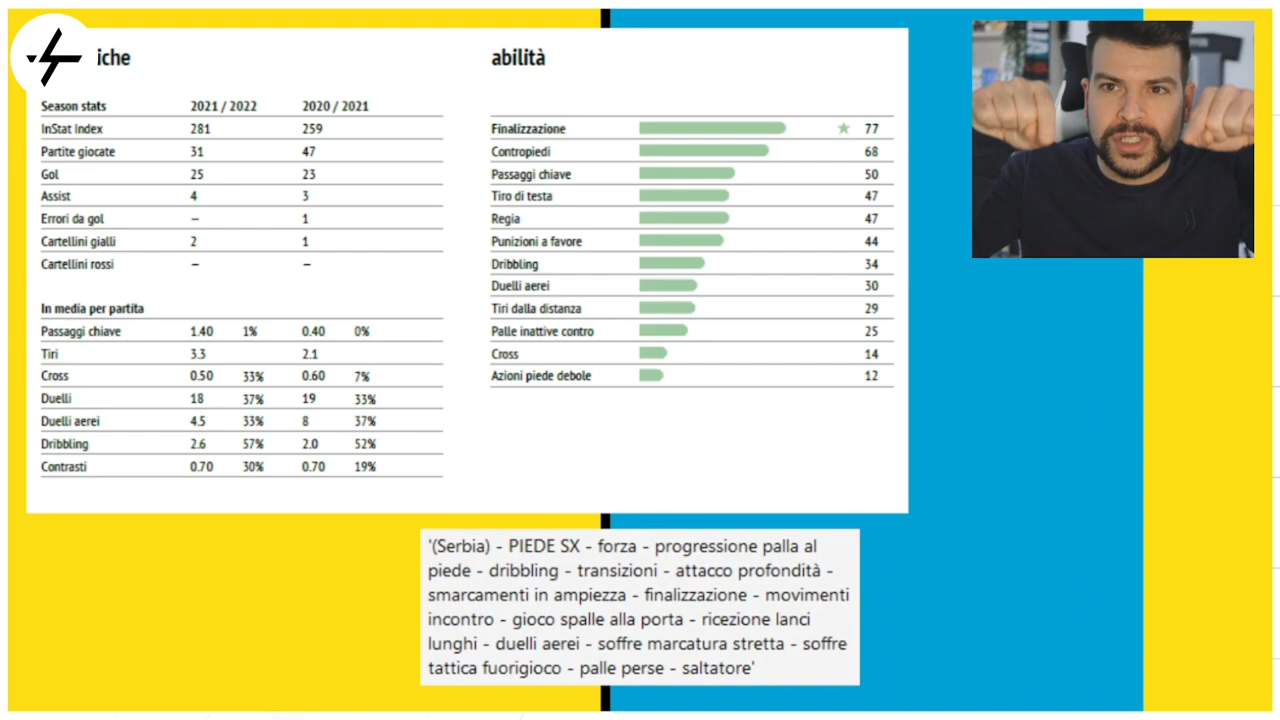 iche
Season stats 2021 / 2022 2020 / 2021
InStat Index 281 259
Partite giocate 31 47
Gol 25 23
Assist 4 3
Errori da gol – 1
Cartellini gialli 2 1
Cartellini rossi – –
In media per partita
Passaggi chiave 1.40 1% 0.40 0%
Tiri 3.3 2.1
Cross 0.50 33% 0.60 7%
Duelli 18 37% 19 33%
Duelli aerei 4.5 33% 8 37%
Dribbling 2.6 57% 2.0 52%
Contrasti 0.70 30% 0.70 19%
abilità
Finalizzazione 77
Contropiedi 68
Passaggi chiave 50
Tiro di testa 47
Regia 47
Punizioni a favore 44
Dribbling 34
Duelli aerei 30
Tiri dalla distanza 29
Palle inattive contro 25
Cross 14
Azioni piede debole 12
'(Serbia) - PIEDE SX - forza - progressione palla al
piede - dribbling - transizioni - attacco profondità -
smarcamenti in ampiezza - finalizzazione - movimenti
incontro - gioco spalle alla porta - ricezione lanci
lunghi - duelli aerei - soffre marcatura stretta - soffre
tattica fuorigioco - palle perse - saltatore'